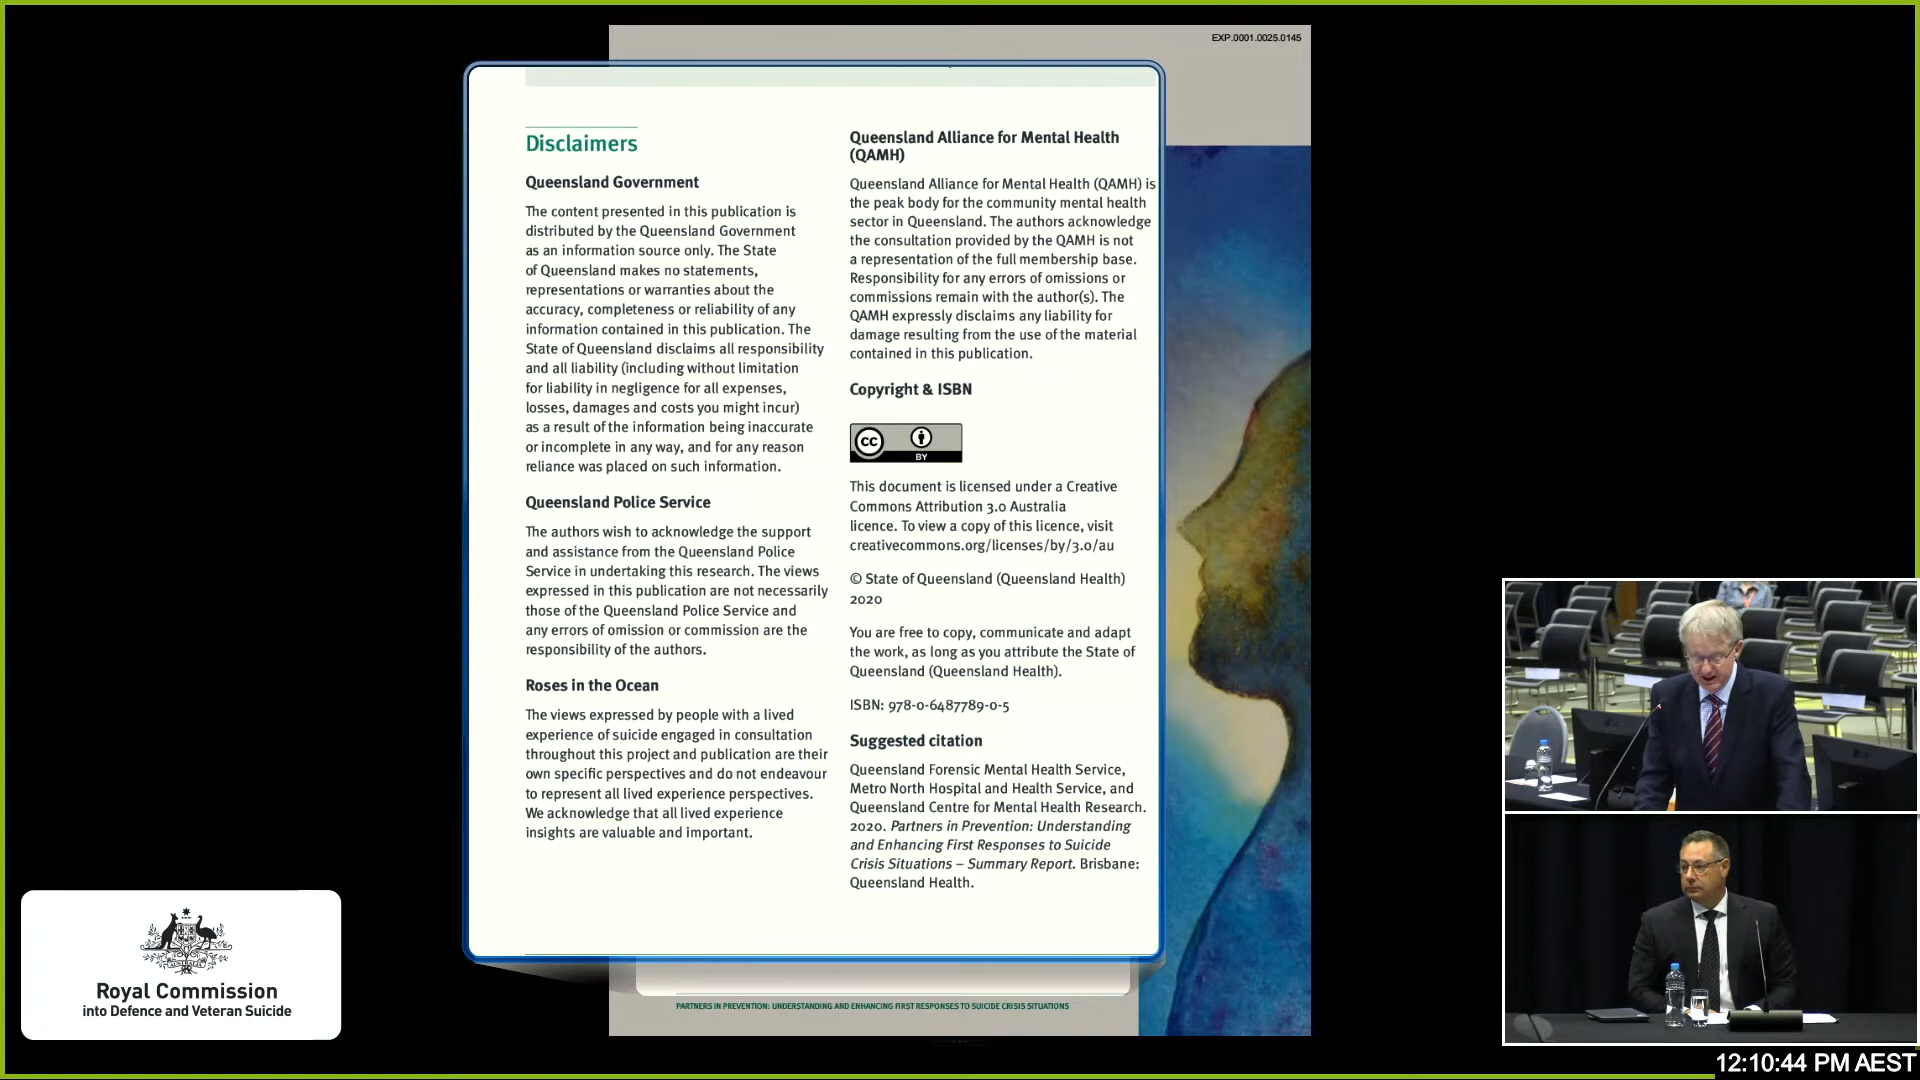 EXP.0001.0025.0145
Disclaimers
Queensland Government
The content presented in this publication is
distributed by the Queensland Government
as an information source only. The State
of Queensland makes no statements,
representations or warranties about the
accuracy, completeness or reliability of any
information contained in this publication. The
State of Queensland disclaims all responsibility
and all liability (including without limitation
for liability in negligence for all expenses,
losses, damages and costs you might incur)
as a result of the information being inaccurate
or incomplete in any way, and for any reason
reliance was placed on such information.
Queensland Police Service
The authors wish to acknowledge the support
and assistance from the Queensland Police
Service in undertaking this research. The views
expressed in this publication are not necessarily
those of the Queensland Police Service and
any errors of omission or commission are the
responsibility of the authors.
Roses in the Ocean
The views expressed by people with a lived
experience of suicide engaged in consultation
throughout this project and publication are their
own specific perspectives and do not endeavour
to represent all lived experience perspectives.
We acknowledge that all lived experience
insights are valuable and important.
Queensland Alliance for Mental Health
(QAMH)
Queensland Alliance for Mental Health (QAMH) is
the peak body for the community mental health
sector in Queensland. The authors acknowledge
the consultation provided by the QAMH is not
a representation of the full membership base.
Responsibility for any errors of omissions or
commissions remain with the author(s). The
QAMH expressly disclaims any liability for
damage resulting from the use of the material
contained in this publication.
Copyright & ISBN
cc
BY
This document is licensed under a Creative
Commons Attribution 3.0 Australia
licence. To view a copy of this licence, visit
creativecommons.org/licenses/by/3.0/au
© State of Queensland (Queensland Health)
2020
You are free to copy, communicate and adapt
the work, as long as you attribute the State of
Queensland (Queensland Health).
ISBN: 978-0-6487789-0-5
Suggested citation
Queensland Forensic Mental Health Service,
Metro North Hospital and Health Service, and
Queensland Centre for Mental Health Research.
2020. Partners in Prevention: Understanding
and Enhancing First Responses to Suicide
Crisis Situations – Summary Report. Brisbane:
Queensland Health.
PARTNERS IN PREVENTION: UNDERSTANDING AND ENHANCING FIRST RESPONSES TO SUICIDE CRISIS SITUATIONS
AUSTRALIA
Royal Commission
into Defence and Veteran Suicide
12:10:44 PM AEST